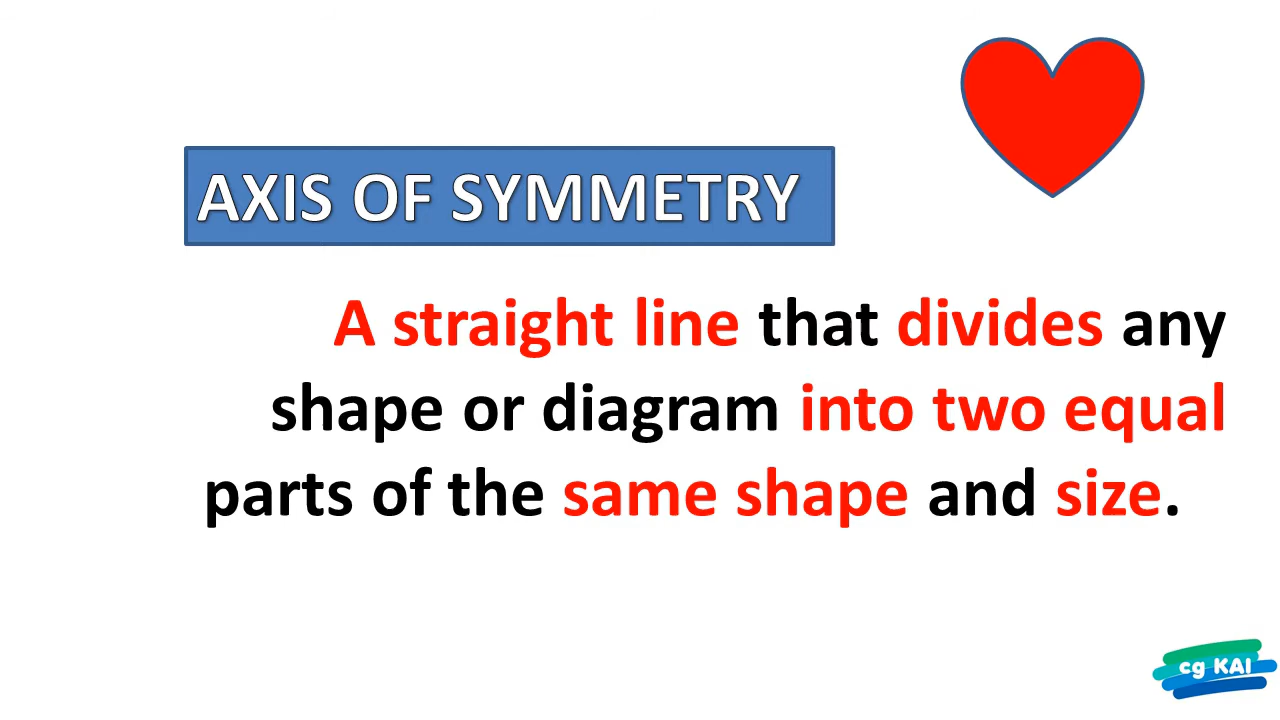 AXIS OF SYMMETRY
A straight line that divides any
shape or diagram into two equal
parts of the same shape and size.
cg KAI